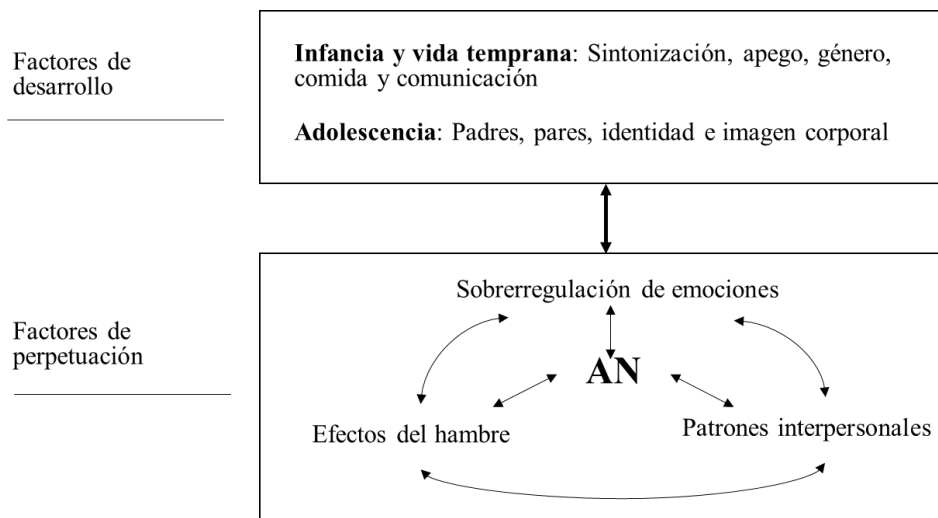 Factores de
desarrollo
Infancia y vida temprana: Sintonización, apego, género,
comida y comunicación
Adolescencia: Padres, pares, identidad e imagen corporal
Factores de
perpetuación
Sobrerregulación de emociones
AN
Efectos del hambre
Patrones interpersonales